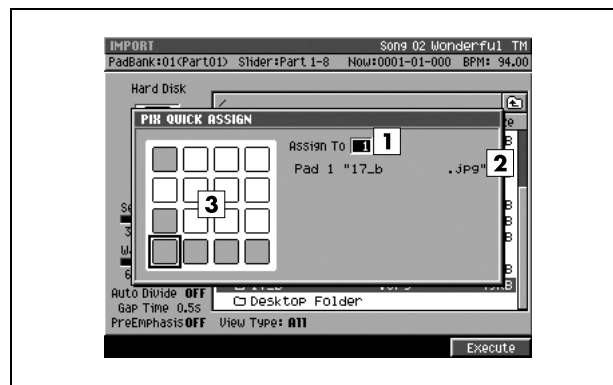 IMPORT Song 02 Wonderful TM
PadBank:01(Part01) Slider:Part 1-8 Now:0001-01-000 BPM: 94.00
Hard Disk
/
PIX QUICK ASSIGN
Assign To 1
1
Pad 1 "17_b .jpg"
2
3
Auto Divide OFF
Desktop Folder
Gap Time 0.5s
PreEmphasis OFF View Type: All
Execute